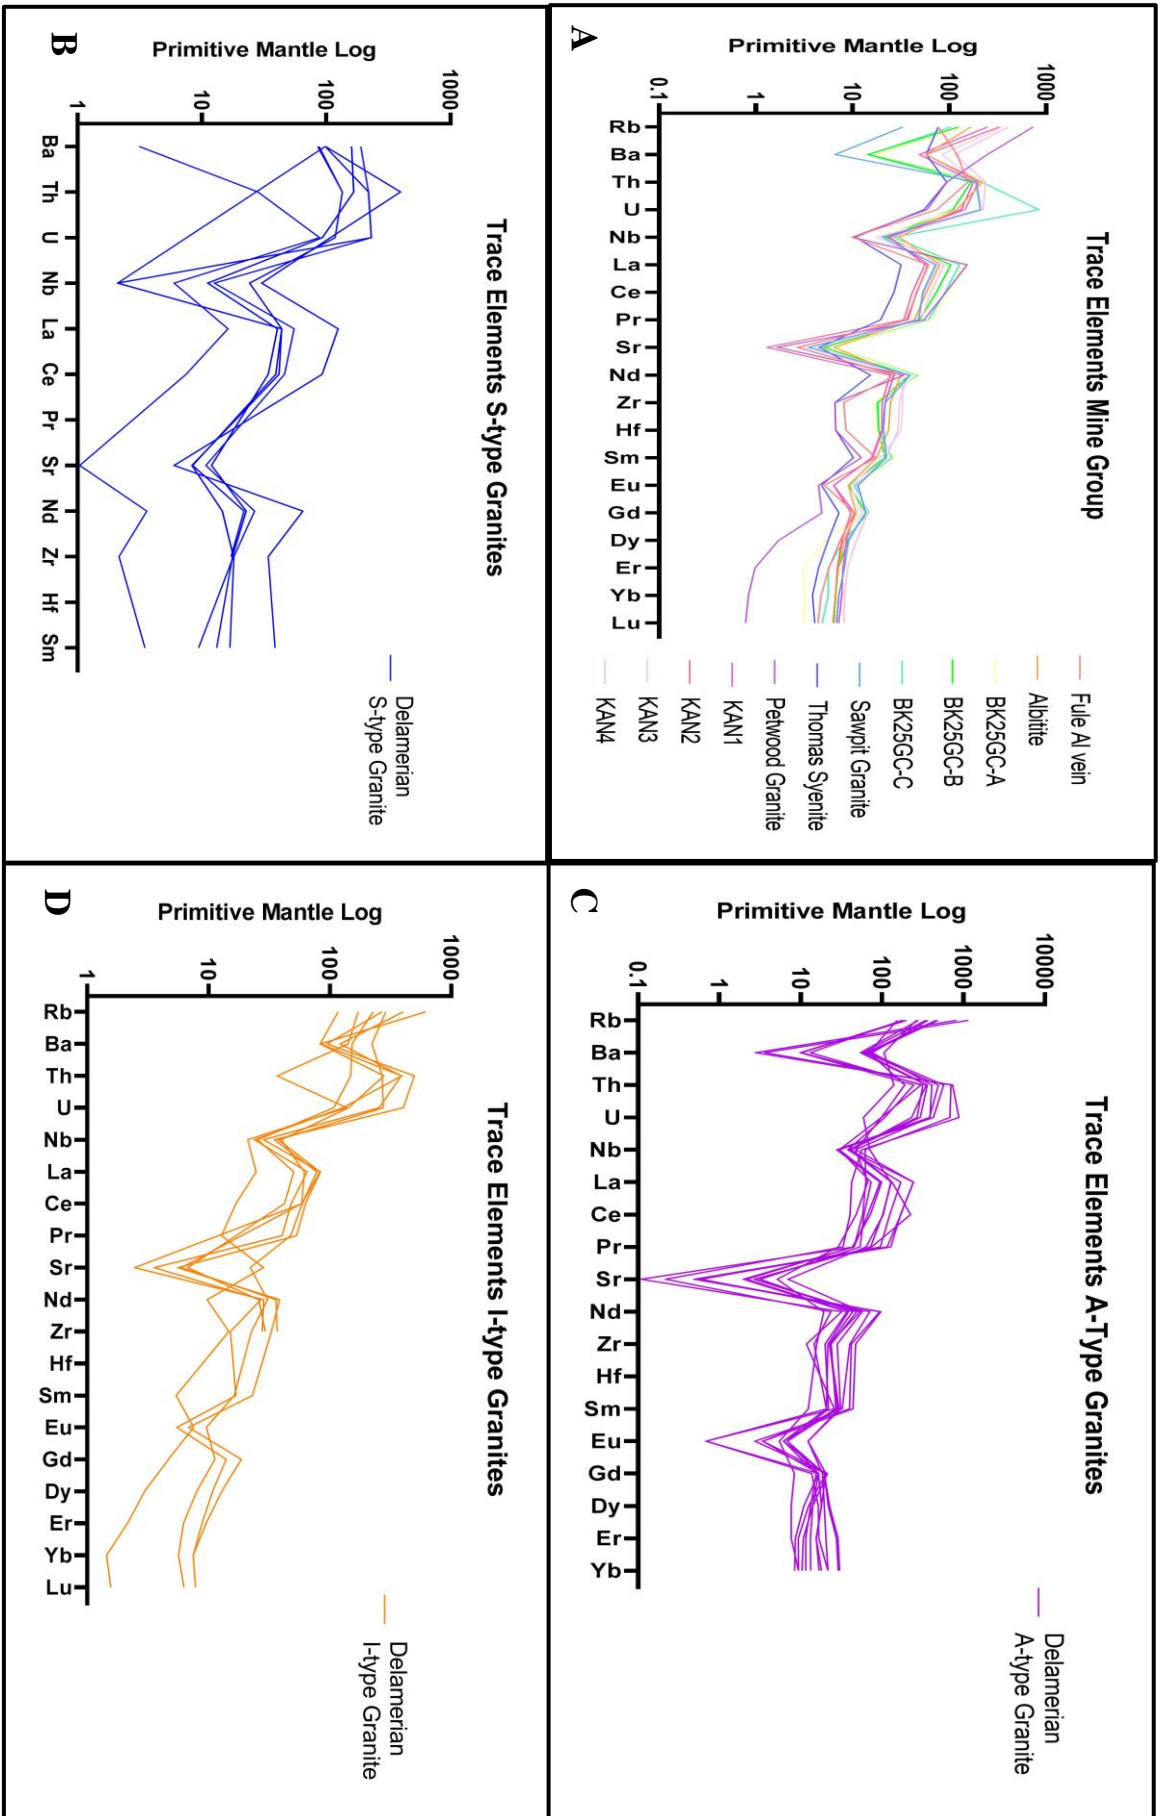 A
Trace Elements Mine Group
Primitive Mantle Log
1000
100
10
1
0.1
Rb
Ba
Th
U
Nb
La
Ce
Pr
Sr
Nd
Zr
Hf
Sm
Eu
Gd
Dy
Er
Yb
Lu
Fule Al vein
Albitite
BK25GC-A
BK25GC-B
BK25GC-C
Sawpit Granite
Thomas Syenite
Petwood Granite
KAN1
KAN2
KAN3
KAN4
B
Trace Elements S-type Granites
Primitive Mantle Log
1000
100
10
1
Ba
Th
U
Nb
La
Ce
Pr
Sr
Nd
Zr
Hf
Sm
Delamerian
S-type Granite
C
Trace Elements A-Type Granites
Primitive Mantle Log
10000
1000
100
10
1
0.1
Rb
Ba
Th
U
Nb
La
Ce
Pr
Sr
Nd
Zr
Hf
Sm
Eu
Gd
Dy
Er
Yb
Delamerian
A-type Granite
D
Trace Elements I-type Granites
Primitive Mantle Log
1000
100
10
1
Rb
Ba
Th
U
Nb
La
Ce
Pr
Sr
Nd
Zr
Hf
Sm
Eu
Gd
Dy
Er
Yb
Lu
Delamerian
I-type Granite